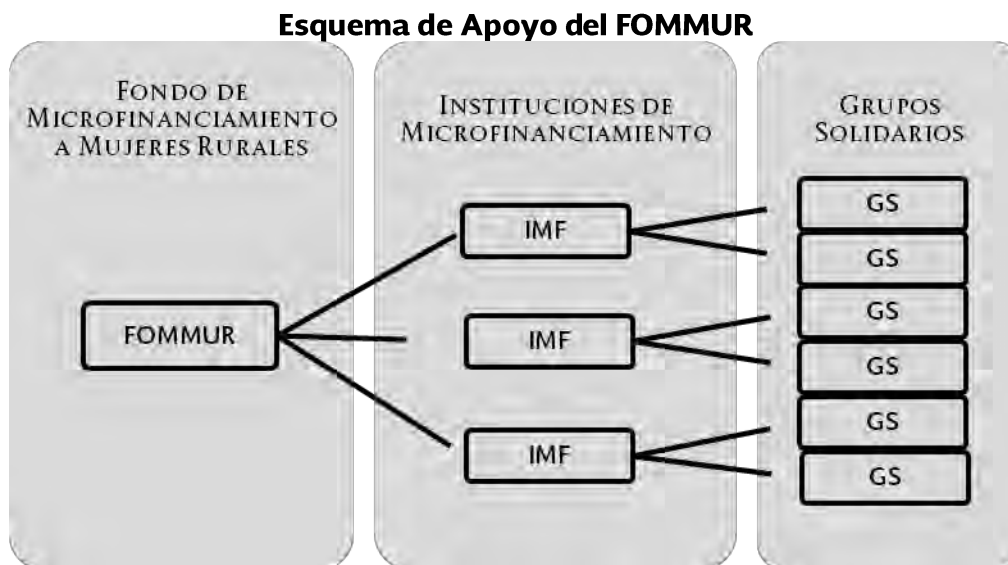 Esquema de Apoyo del FOMMUR
FONDO DE
MICROFINANCIAMIENTO
A MUJERES RURALES
INSTITUCIONES DE
MICROFINANCIAMIENTO
GRUPOS
SOLIDARIOS
FOMMUR
IMF
IMF
IMF
GS
GS
GS
GS
GS
GS